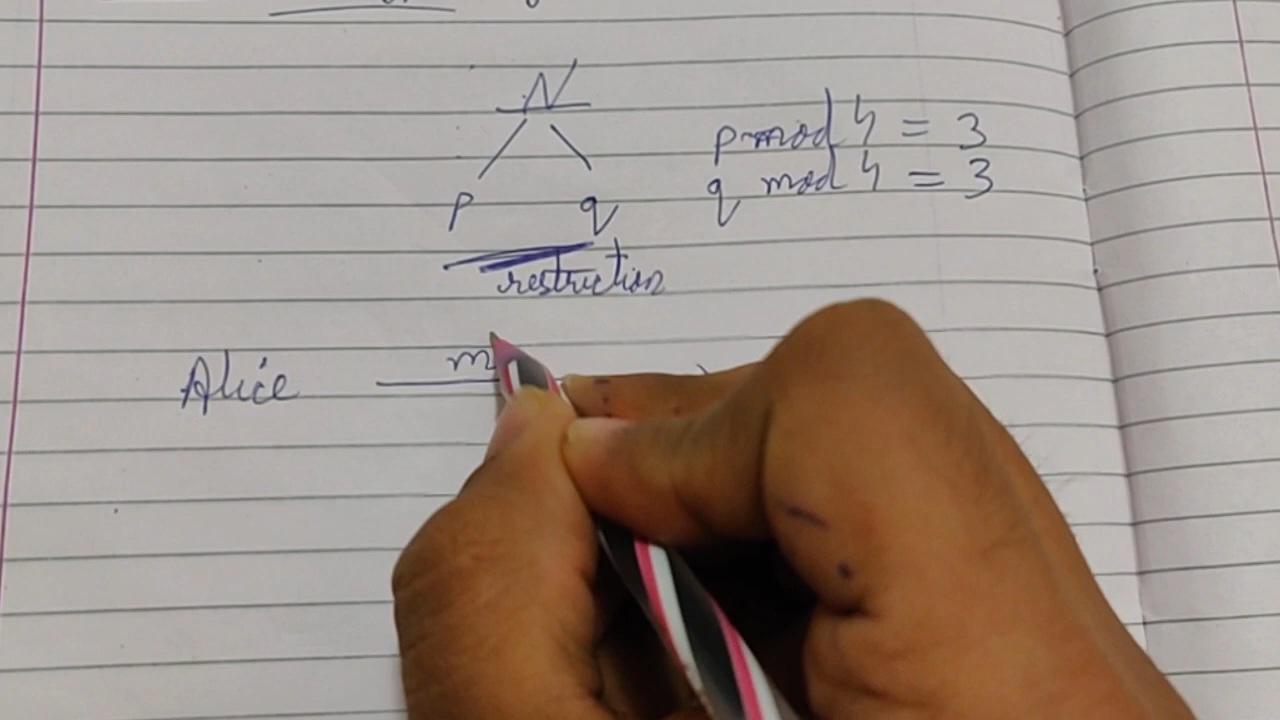 N
p mod 4 = 3
q mod 4 = 3
p q
restriction
Alice m